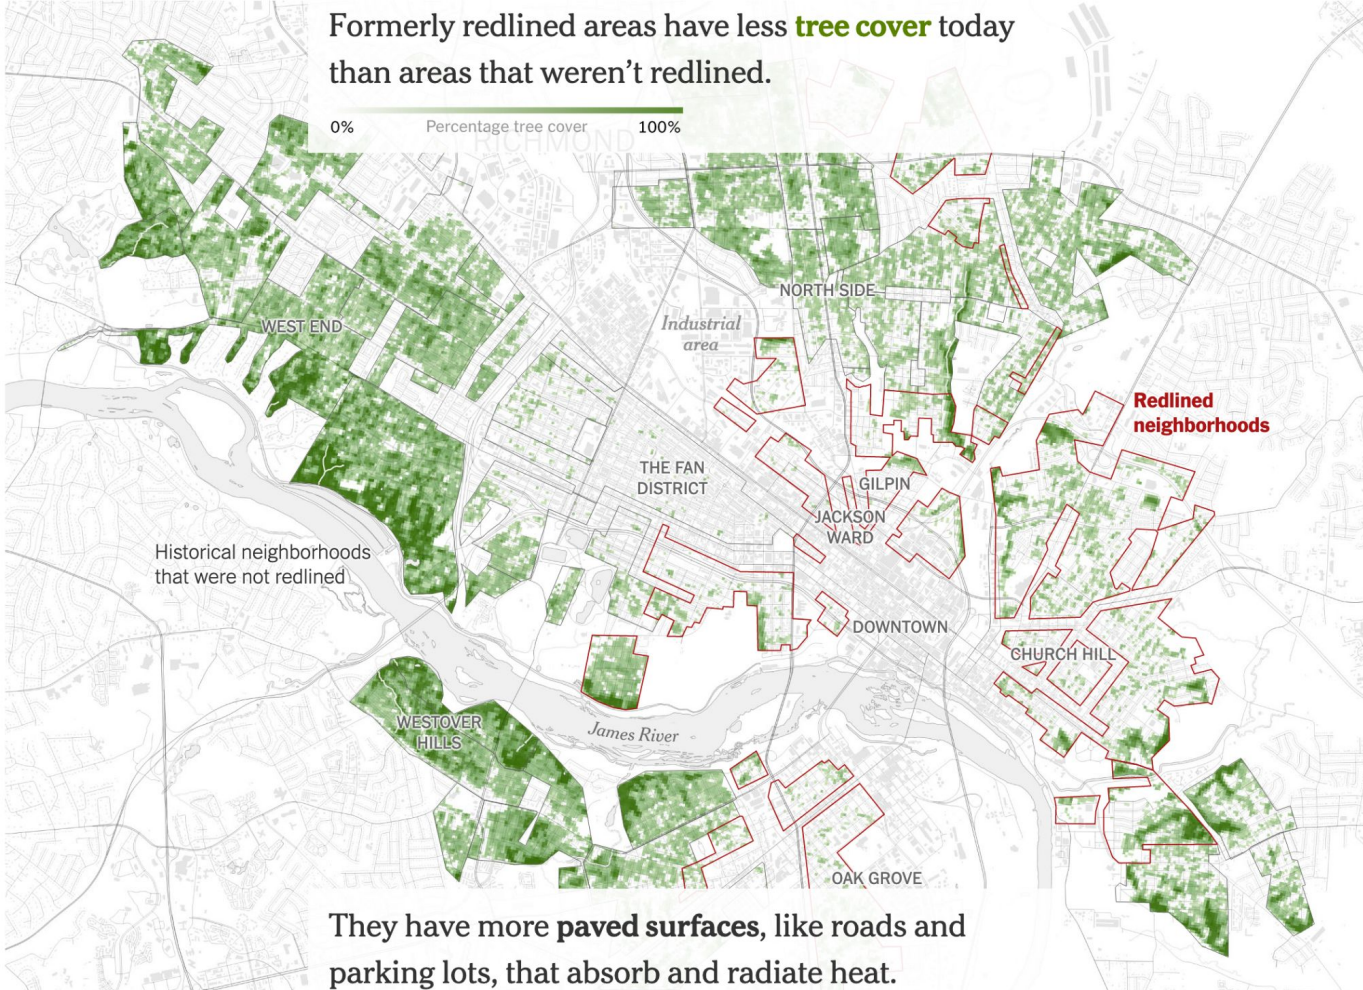 Formerly redlined areas have less tree cover today
than areas that weren’t redlined.
0%
Percentage tree cover
100%
RICHMOND
NORTH SIDE
Industrial
area
WEST END
Redlined
neighborhoods
THE FAN
DISTRICT
GILPIN
JACKSON
WARD
Historical neighborhoods
that were not redlined
DOWNTOWN
CHURCH HILL
WESTOVER
HILLS
James River
OAK GROVE
They have more paved surfaces, like roads and
parking lots, that absorb and radiate heat.